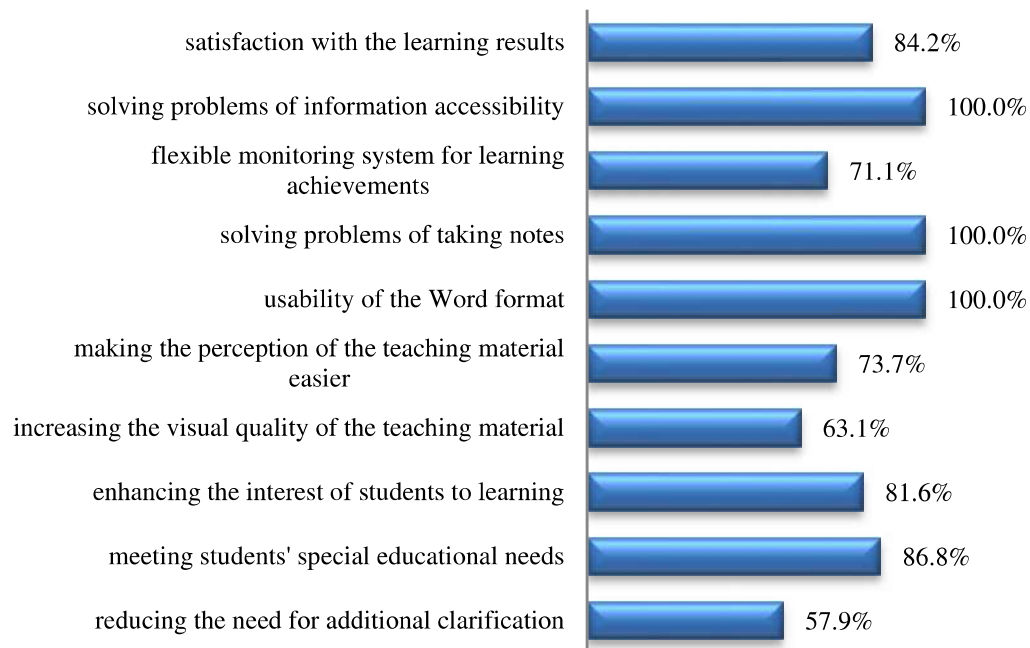 satisfaction with the learning results 84.2%
solving problems of information accessibility 100.0%
flexible monitoring system for learning
achievements 71.1%
solving problems of taking notes 100.0%
usability of the Word format 100.0%
making the perception of the teaching material
easier 73.7%
increasing the visual quality of the teaching material 63.1%
enhancing the interest of students to learning 81.6%
meeting students' special educational needs 86.8%
reducing the need for additional clarification 57.9%